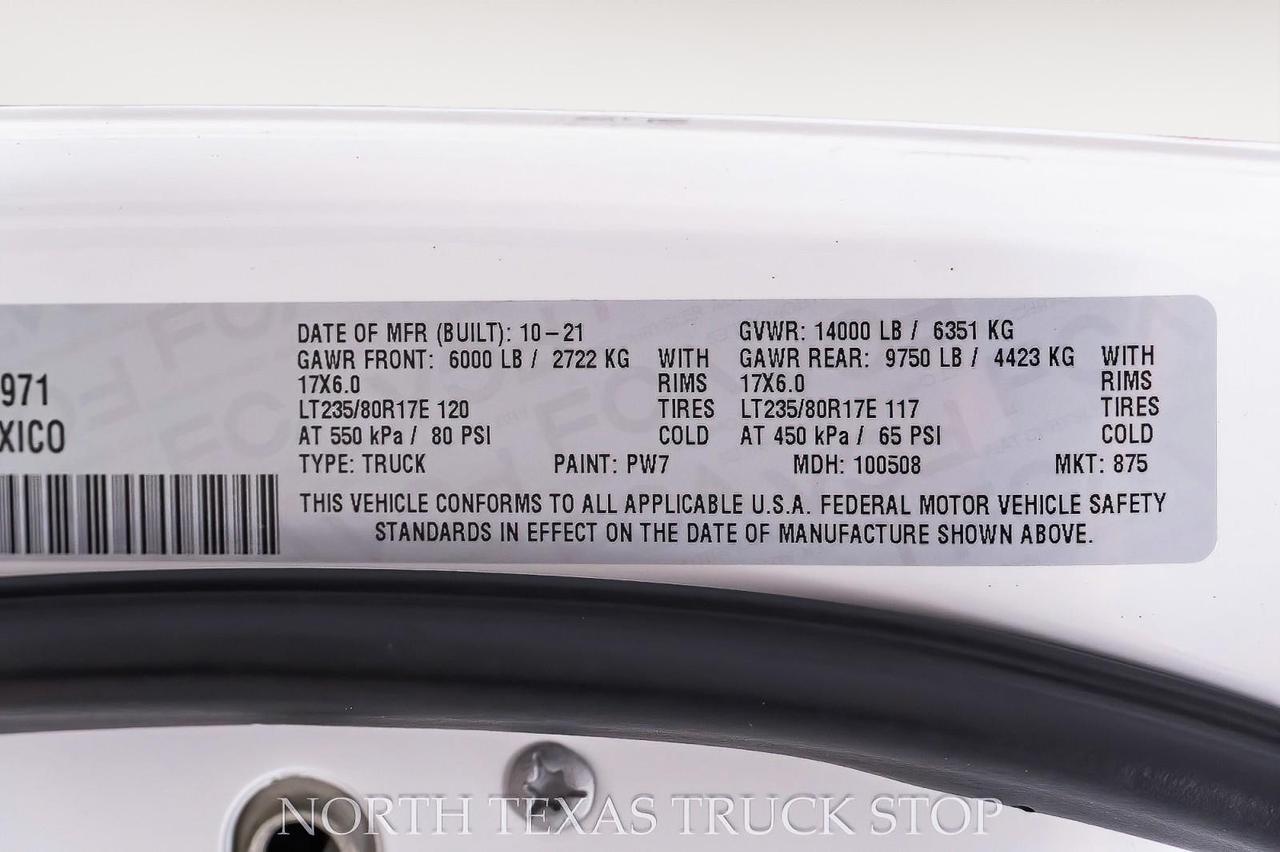 971
XICO
DATE OF MFR (BUILT): 10-21 GVWR: 14000 LB / 6351 KG
GAWR FRONT: 6000 LB / 2722 KG WITH GAWR REAR: 9750 LB / 4423 KG WITH
17X6.0 RIMS 17X6.0 RIMS
LT235/80R17E 120 TIRES LT235/80R17E 117 TIRES
AT 550 kPa / 80 PSI COLD AT 450 kPa / 65 PSI COLD
TYPE: TRUCK PAINT: PW7 MDH: 100508 MKT: 875
THIS VEHICLE CONFORMS TO ALL APPLICABLE U.S.A. FEDERAL MOTOR VEHICLE SAFETY
STANDARDS IN EFFECT ON THE DATE OF MANUFACTURE SHOWN ABOVE.
NORTH TEXAS TRUCK STOP